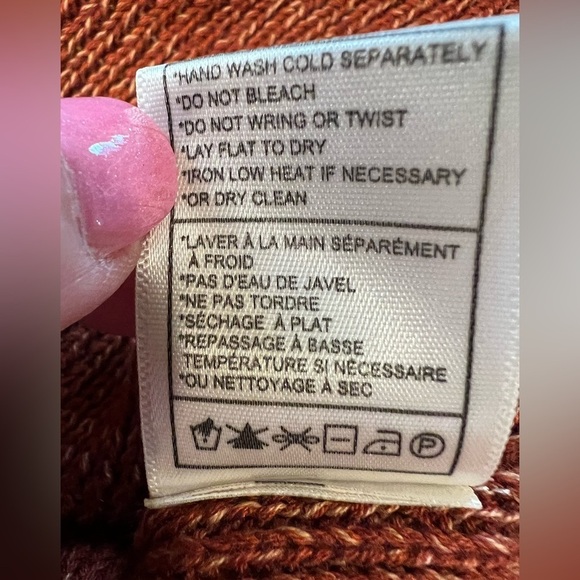 *HAND WASH COLD SEPARATELY
*DO NOT BLEACH
*DO NOT WRING OR TWIST
*LAY FLAT TO DRY
*IRON LOW HEAT IF NECESSARY
*OR DRY CLEAN
*LAVER À LA MAIN SÉPARÉMENT
À FROID
*PAS D'EAU DE JAVEL
*NE PAS TORDRE
*SÉCHAGE À PLAT
*REPASSAGE À BASSE
TEMPÉRATURE SI NÉCESSAIRE
*OU NETTOYAGE À SEC
P